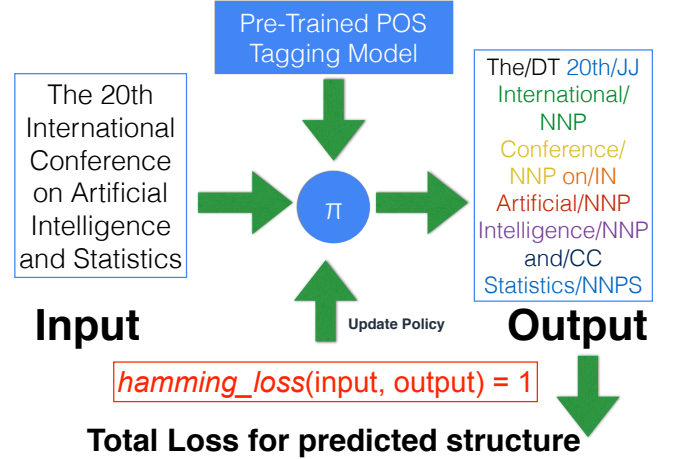 Pre-Trained POS
Tagging Model
The 20th
International
Conference
on Artificial
Intelligence
and Statistics
π
The/DT 20th/JJ
International/
NNP
Conference/
NNP on/IN
Artificial/NNP
Intelligence/NNP
and/CC
Statistics/NNPS
Input
Update Policy
Output
hamming_loss(input, output) = 1
Total Loss for predicted structure